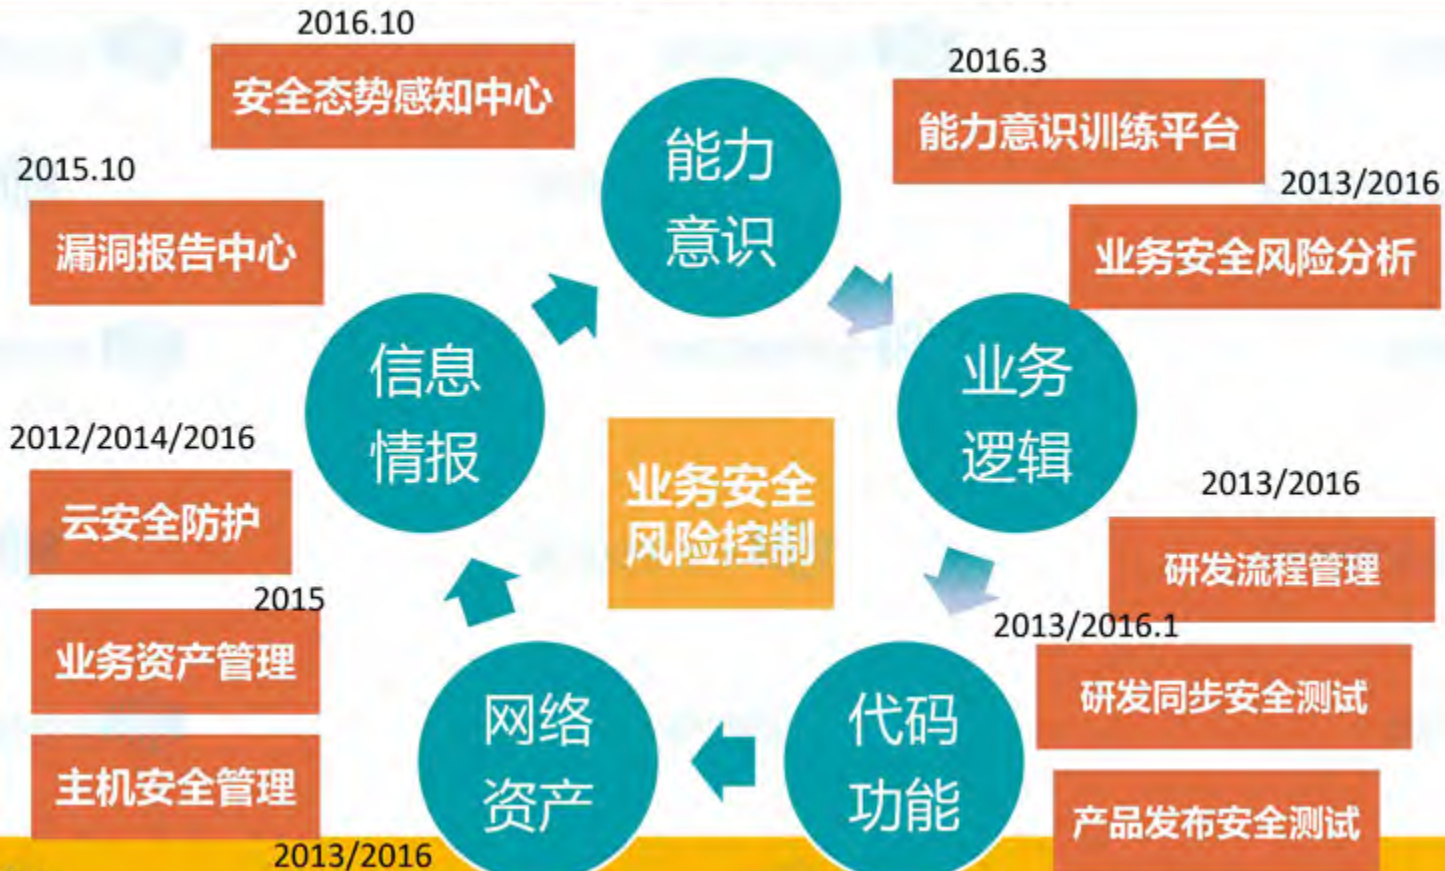 2016.10
安全态势感知中心
2016.3
能力意识训练平台
能力
意识
2015.10
漏洞报告中心
2013/2016
业务安全风险分析
信息
情报
业务
逻辑
2012/2014/2016
云安全防护
业务安全
风险控制
2013/2016
研发流程管理
2015
业务资产管理
2013/2016.1
研发同步安全测试
网络
资产
代码
功能
主机安全管理
产品发布安全测试
2013/2016